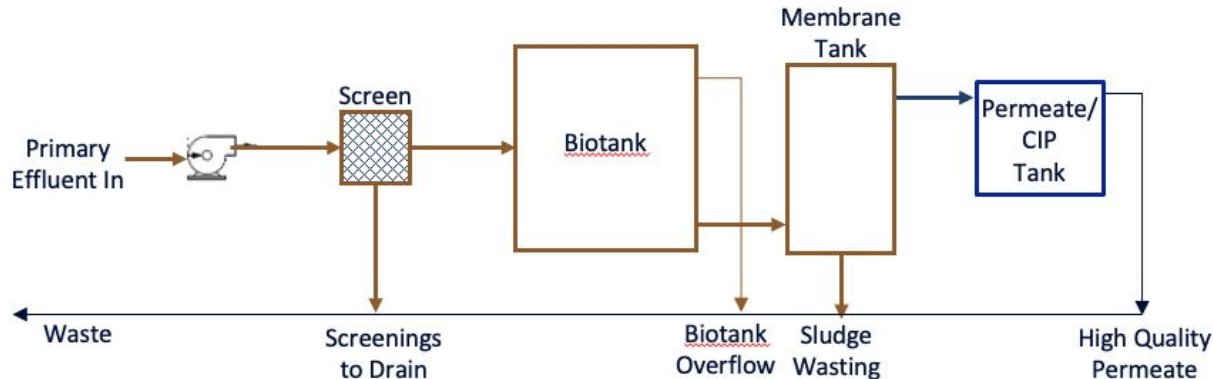 Membrane
Tank
Screen
Permeate/
CIP
Tank
Biotank
Primary
Effluent In
Waste
Screenings
to Drain
Biotank
Overflow
Sludge
Wasting
High Quality
Permeate